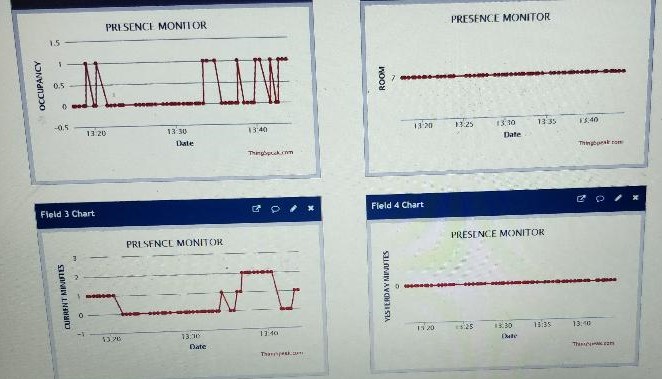 PRESENCE MONITOR
1.5
1
0.5
0
-0.5
OCCUPANCY
13:20 13:30 13:40
Date
ThingSpeak.com
PRESENCE MONITOR
ROOM
7
13:20 13:25 13:30 13:35 13:40
Date
ThingSpeak.com
Field 3 Chart
PRESENCE MONITOR
3
2
1
0
-1
CURRENT MINUTES
13:20 13:30 13:40
Date
ThingSpeak.com
Field 4 Chart
PRESENCE MONITOR
YESTERDAY MINUTES
0
13:20 13:25 13:30 13:35 13:40
Date
ThingSpeak.com